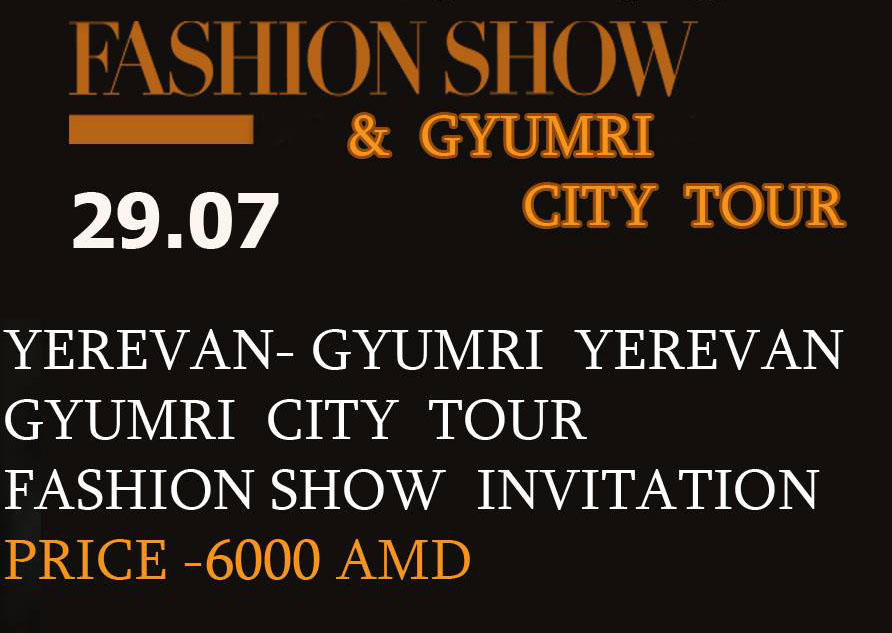 FASHION SHOW
& GYUMRI
CITY TOUR
29.07
YEREVAN- GYUMRI YEREVAN
GYUMRI CITY TOUR
FASHION SHOW INVITATION
PRICE -6000 AMD